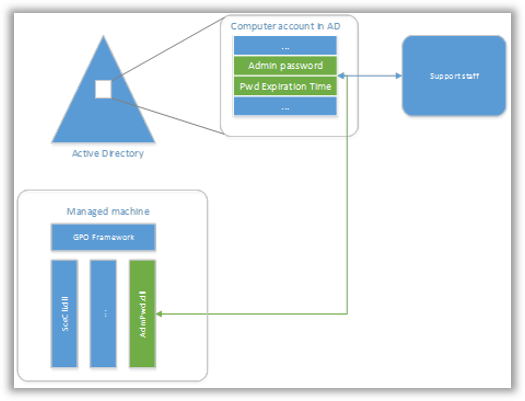 Computer account in AD
...
Admin password
Pwd Expiration Time
...
Support staff
Active Directory
Managed machine
GPO Framework
SceCli.dll
...
AdmPwd.dll